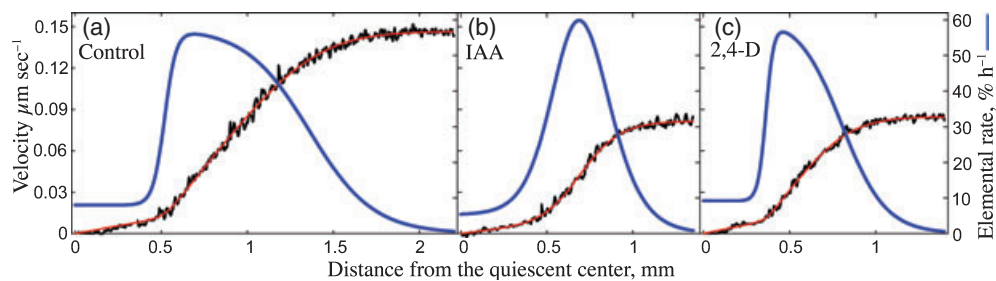 (a)
Control
(b)
IAA
(c)
2,4-D
Velocity μm sec⁻¹
0.15
0.12
0.09
0.06
0.03
0
0 0.5 1 1.5 2
0 0.5 1
0 0.5 1
60
50
40
30
20
10
0
Elemental rate, % h⁻¹
Distance from the quiescent center, mm